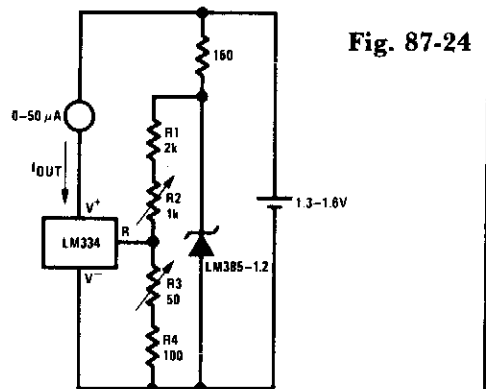 Fig. 87-24
160
0–50 μA
R1
2k
IOUT
R2
1k
V+
1.3–1.6V
R
LM334
LM385–1.2
V−
R3
50
R4
100